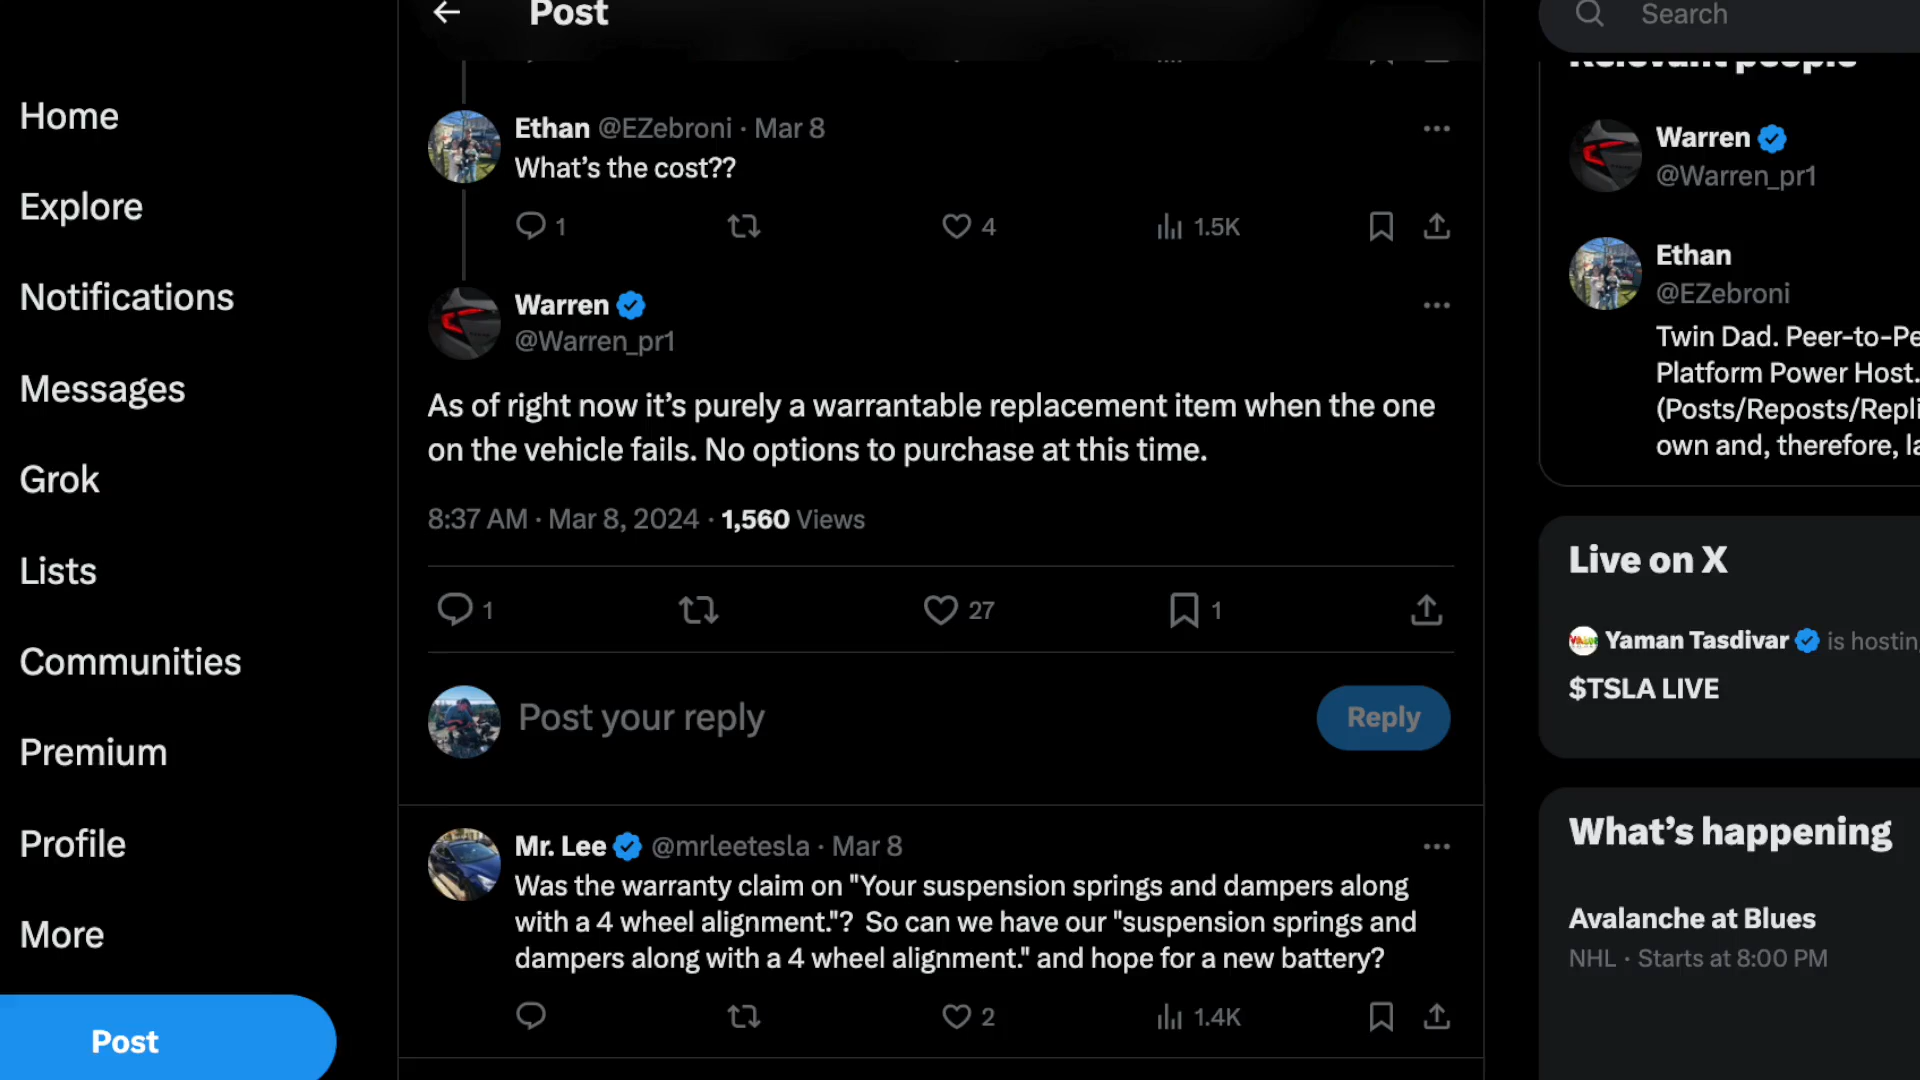 Post
Search
Relevant people
Home
Explore
Notifications
Messages
Grok
Lists
Communities
Premium
Profile
More
Post
Ethan @EZebroni · Mar 8
What's the cost??
1 4 1.5K
Warren
@Warren_pr1
As of right now it's purely a warrantable replacement item when the one
on the vehicle fails. No options to purchase at this time.
8:37 AM · Mar 8, 2024 · 1,560 Views
1 27 1
Post your reply
Reply
Mr. Lee @mrleetesla · Mar 8
Was the warranty claim on "Your suspension springs and dampers along
with a 4 wheel alignment."? So can we have our "suspension springs and
dampers along with a 4 wheel alignment." and hope for a new battery?
2 1.4K
Warren
@Warren_pr1
Ethan
@EZebroni
Twin Dad. Peer-to-Pe
Platform Power Host.
(Posts/Reposts/Repli
own and, therefore, la
Live on X
Yaman Tasdivar is hostin
$TSLA LIVE
What's happening
Avalanche at Blues
NHL · Starts at 8:00 PM